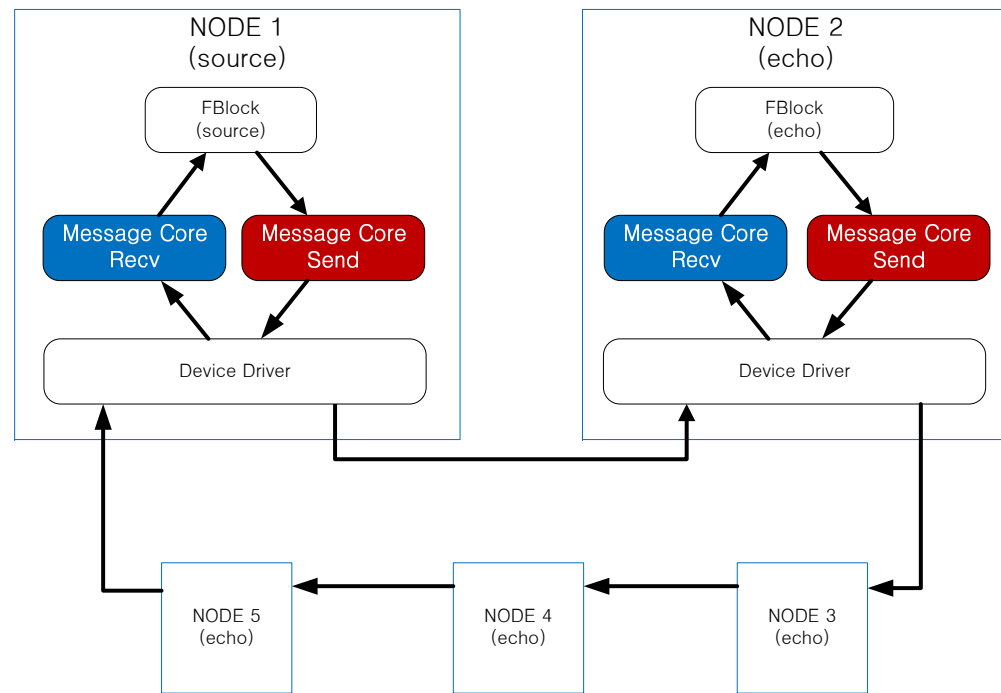 NODE 1
(source)
FBlock
(source)
Message Core
Recv
Message Core
Send
Device Driver
NODE 2
(echo)
FBlock
(echo)
Message Core
Recv
Message Core
Send
Device Driver
NODE 5
(echo)
NODE 4
(echo)
NODE 3
(echo)